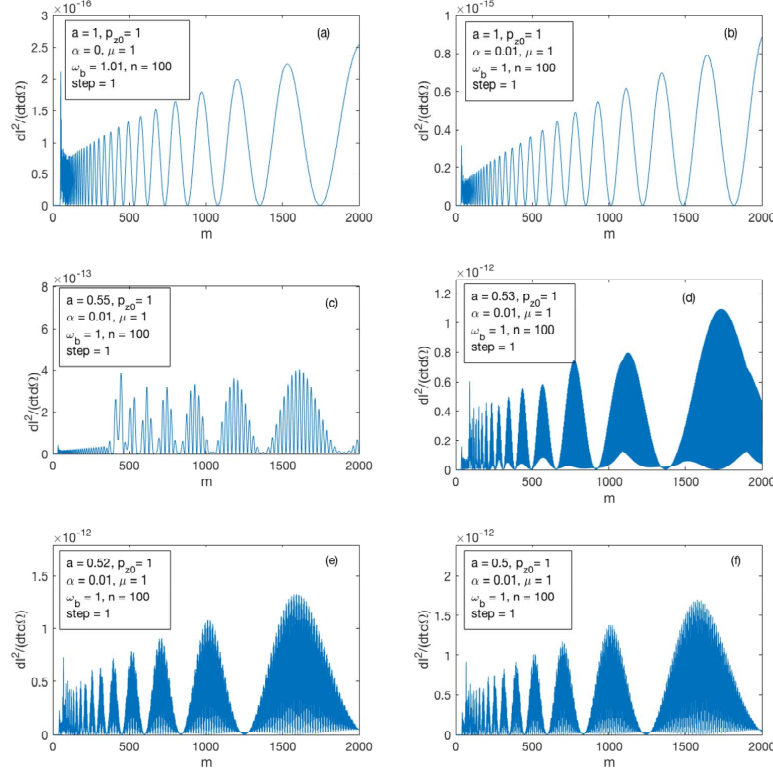 ×10^-16
3
2.5
2
1.5
1
0.5
0
dI²/(dtdΩ)
a = 1, p_z0 = 1
α = 0. μ = 1
ω_b = 1.01, n = 100
step = 1
(a)
0 500 1000 1500 2000
m
×10^-15
1
0.8
0.6
0.4
0.2
0
dI²/(dtdΩ)
a = 1, p_z0 = 1
α = 0.01, μ = 1
ω_b = 1, n = 100
step = 1
(b)
0 500 1000 1500 2000
m
×10^-13
8
6
4
2
0
dI²/(dtdΩ)
a = 0.55, p_z0 = 1
α = 0.01, μ = 1
ω_b = 1, n = 100
step = 1
(c)
0 500 1000 1500 2000
m
×10^-12
1.2
1
0.8
0.6
0.4
0.2
0
dI²/(dtdΩ)
a = 0.53, p_z0 = 1
α = 0.01, μ = 1
ω_b = 1, n = 100
step = 1
(d)
0 500 1000 1500 2000
m
×10^-12
1.5
1
0.5
0
dI²/(dtdΩ)
a = 0.52, p_z0 = 1
α = 0.01, μ = 1
ω_b = 1, n = 100
step = 1
(e)
0 500 1000 1500 2000
m
×10^-12
2
1.5
1
0.5
0
dI²/(dtdΩ)
a = 0.5, p_z0 = 1
α = 0.01, μ = 1
ω_b = 1, n = 100
step = 1
(f)
0 500 1000 1500 2000
m